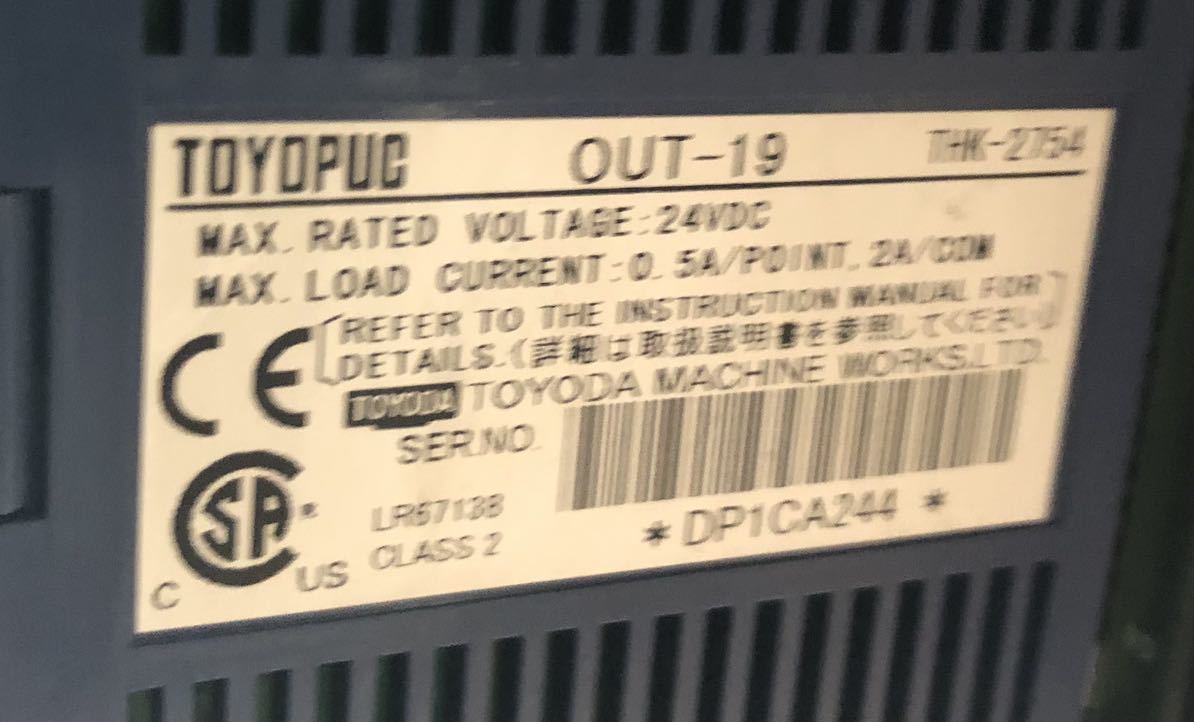 TOYOPUC OUT-19 THK-2754
MAX. RATED VOLTAGE:24VDC
MAX. LOAD CURRENT:0.5A/POINT, 2A/COM
CE
REFER TO THE INSTRUCTION MANUAL FOR
DETAILS.(詳細は取扱説明書を参照してください)
TOYODA TOYODA MACHINE WORKS,LTD.
SER.NO.
CSA ®
LR67138
*DP1CA244*
C US CLASS 2